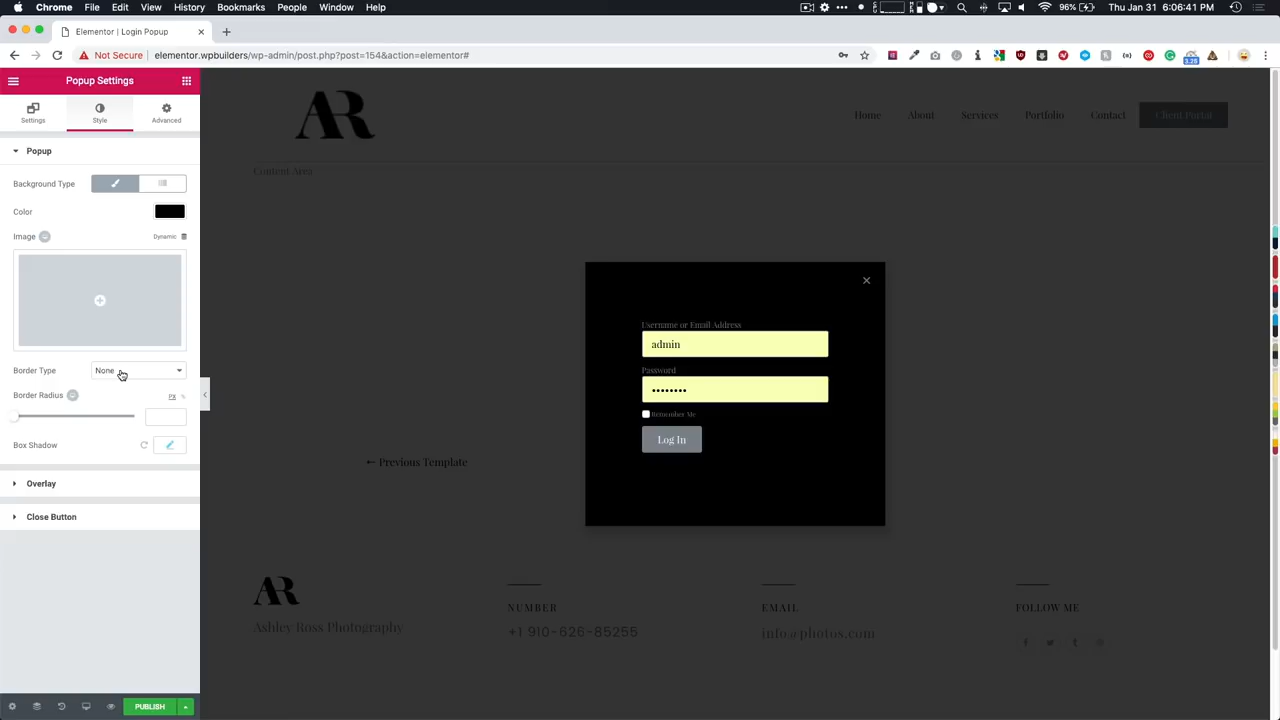 Chrome File Edit View History Bookmarks People Window Help
96% Thu Jan 31 6:06:41 PM
Elementor | Login Popup
Not Secure elementor.wpbuilders/wp-admin/post.php?post=154&action=elementor#
3.28
Popup Settings
Settings Style Advanced
Popup
Background Type
Color
Image Dynamic
Border Type None
Border Radius PX %
Box Shadow
Overlay
Close Button
PUBLISH
AR
Home About Services Portfolio Contact Client Portal
Content Area
Username or Email Address
admin
Password
Remember Me
Log In
← Previous Template
AR
Ashley Ross Photography
NUMBER
+1 910-626-85255
EMAIL
info@photos.com
FOLLOW ME